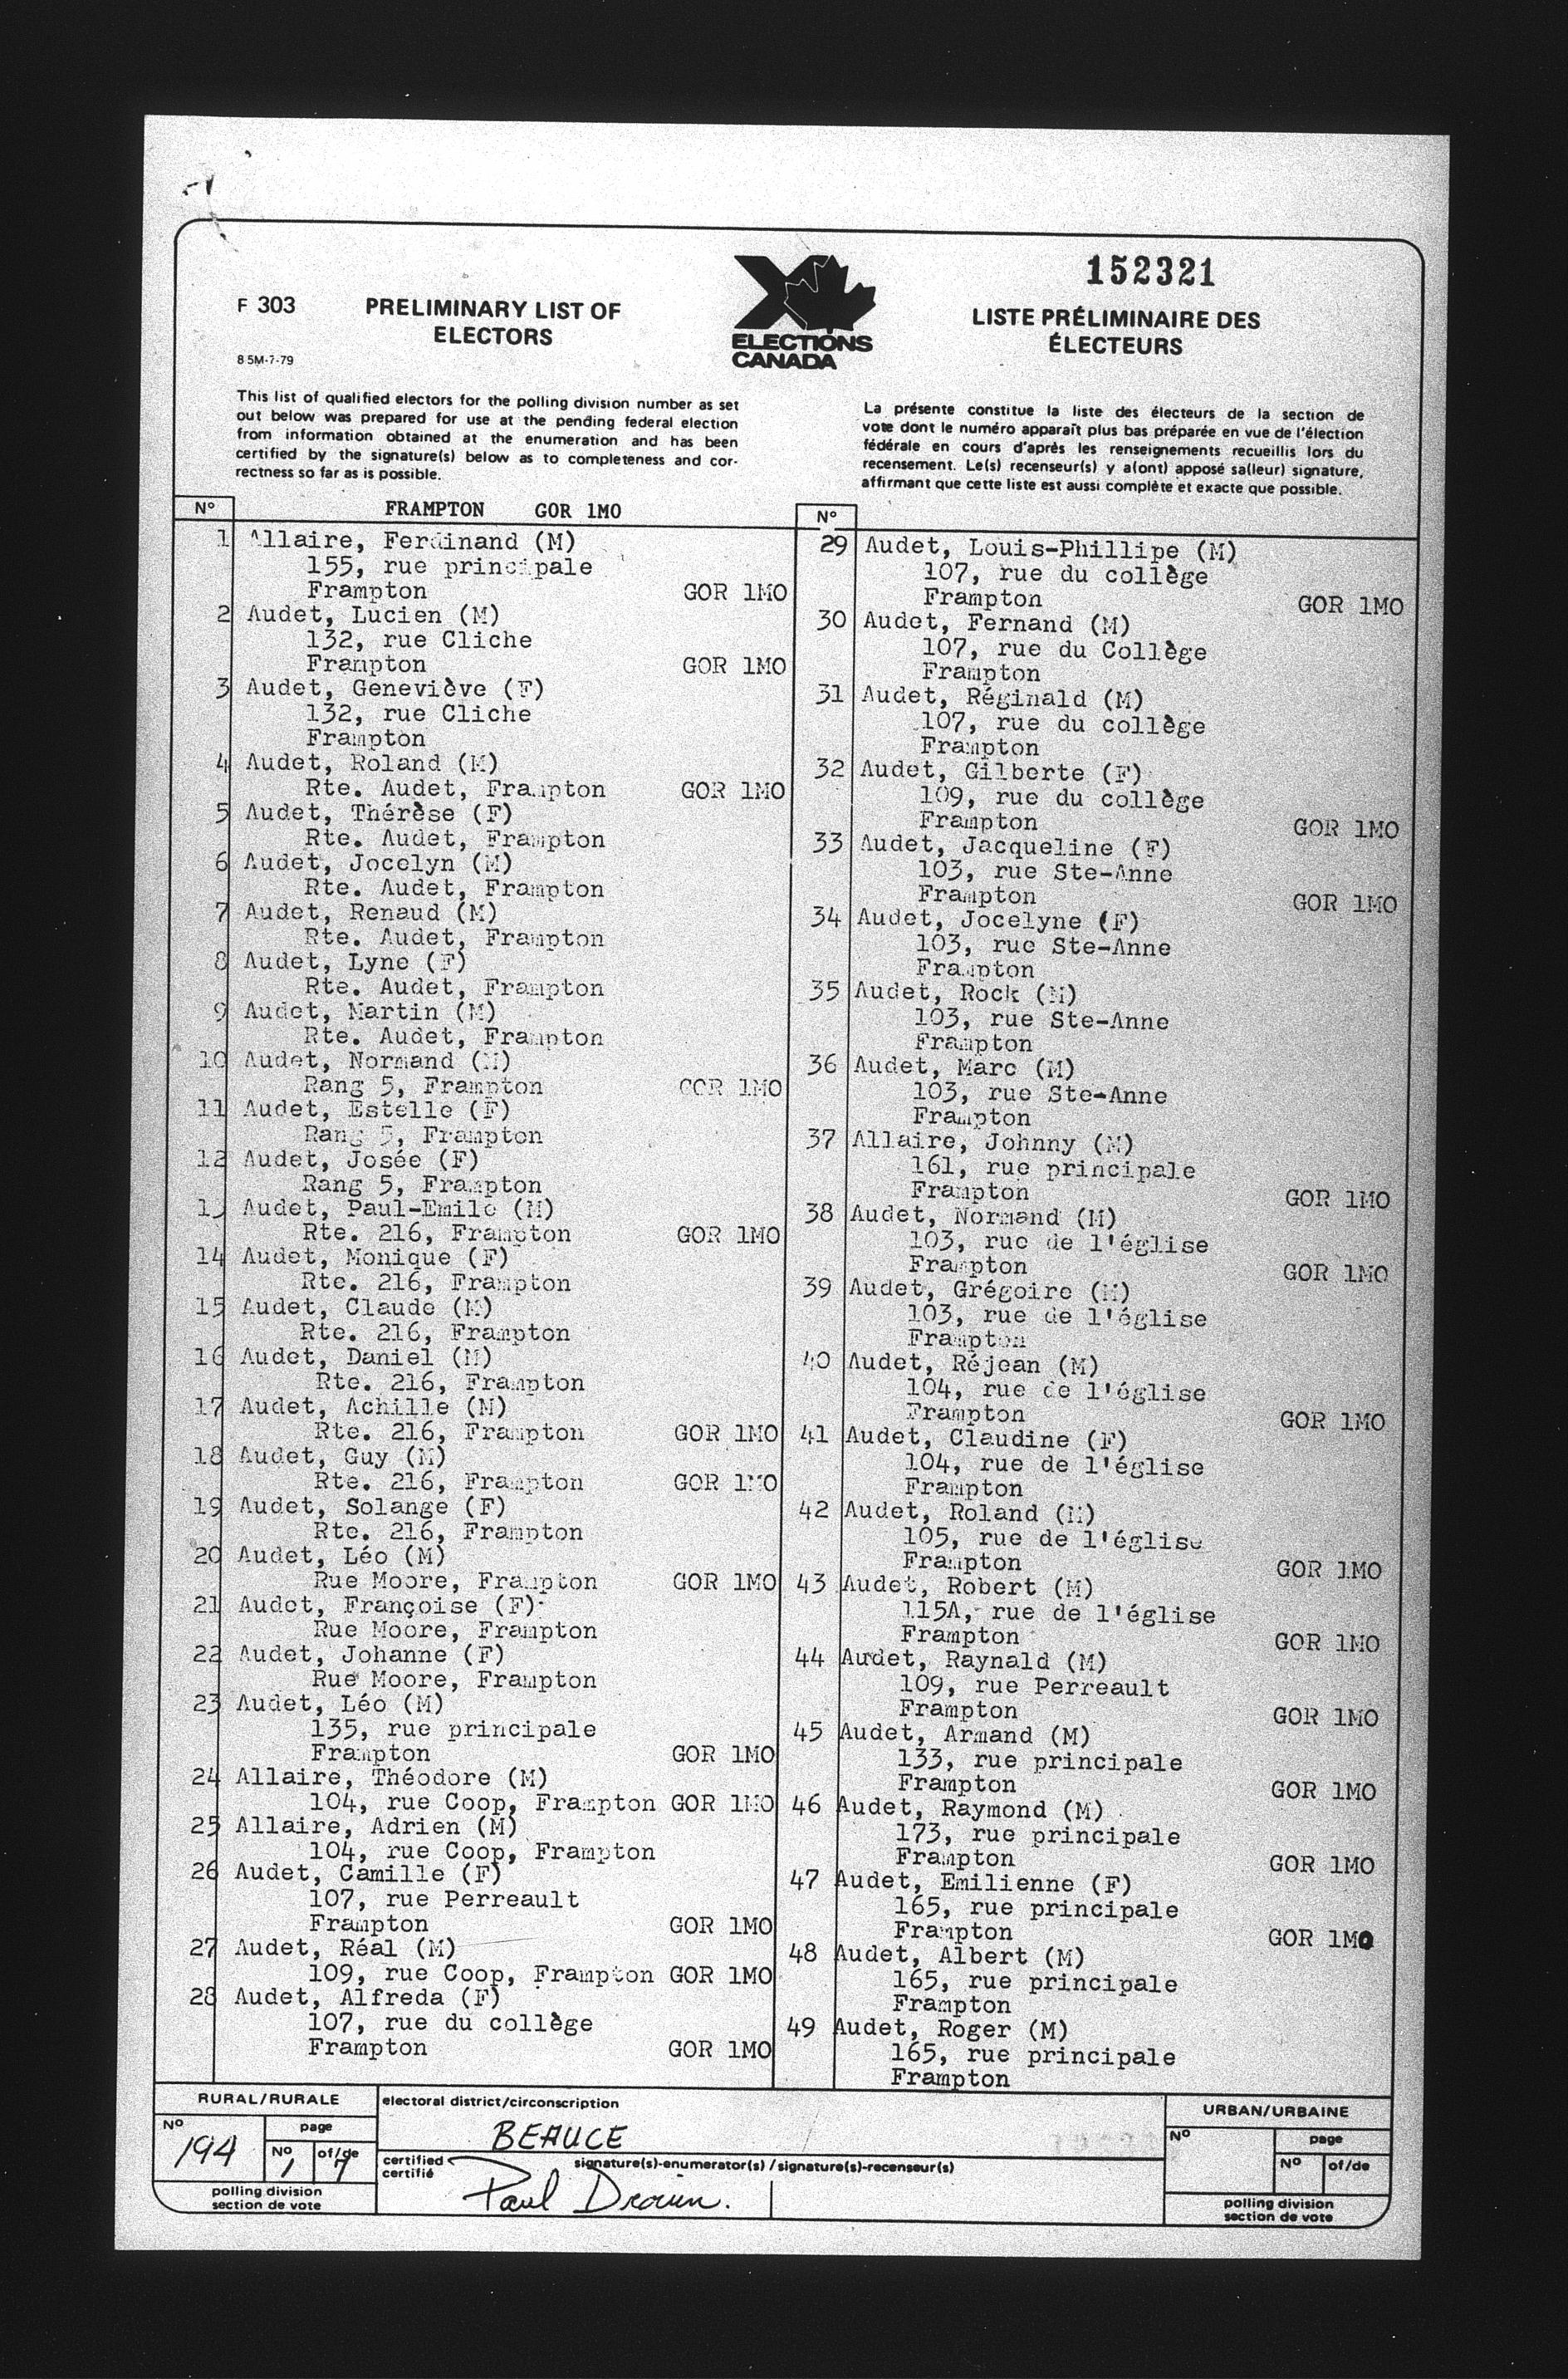 152321
F 303
PRELIMINARY LIST OF
ELECTORS
8 5M-7-79
ELECTIONS
CANADA
LISTE PRÉLIMINAIRE DES
ÉLECTEURS
This list of qualified electors for the polling division number as set
out below was prepared for use at the pending federal election
from information obtained at the enumeration and has been
certified by the signature(s) below as to completeness and cor-
rectness so far as is possible.
La présente constitue la liste des électeurs de la section de
vote dont le numéro apparaît plus bas préparée en vue de l'élection
fédérale en cours d'après les renseignements recueillis lors du
recensement. Le(s) recenseur(s) y a(ont) apposé sa(leur) signature,
affirmant que cette liste est aussi complète et exacte que possible.
Nº FRAMPTON GOR 1MO
1 Allaire, Ferdinand (M)
155, rue principale
Frampton GOR 1MO
2 Audet, Lucien (M)
132, rue Cliche
Frampton GOR 1MO
3 Audet, Geneviève (F)
132, rue Cliche
Frampton
4 Audet, Roland (M)
Rte. Audet, Frampton GOR 1MO
5 Audet, Thérèse (F)
Rte. Audet, Frampton
6 Audet, Jocelyn (M)
Rte. Audet, Frampton
7 Audet, Renaud (M)
Rte. Audet, Frampton
8 Audet, Lyne (F)
Rte. Audet, Frampton
9 Audet, Martin (M)
Rte. Audet, Frampton
10 Audet, Normand (M)
Rang 5, Frampton GOR 1MO
11 Audet, Estelle (F)
Rang 5, Frampton
12 Audet, Josée (F)
Rang 5, Frampton
13 Audet, Paul-Emile (M)
Rte. 216, Frampton GOR 1MO
14 Audet, Monique (F)
Rte. 216, Frampton
15 Audet, Claude (M)
Rte. 216, Frampton
16 Audet, Daniel (M)
Rte. 216, Frampton
17 Audet, Achille (M)
Rte. 216, Frampton GOR 1MO
18 Audet, Guy (M)
Rte. 216, Frampton GOR 1MO
19 Audet, Solange (F)
Rte. 216, Frampton
20 Audet, Léo (M)
Rue Moore, Frampton GOR 1MO
21 Audet, Françoise (F)
Rue Moore, Frampton
22 Audet, Johanne (F)
Rue Moore, Frampton
23 Audet, Léo (M)
135, rue principale
Frampton GOR 1MO
24 Allaire, Théodore (M)
104, rue Coop, Frampton GOR 1MO
25 Allaire, Adrien (M)
104, rue Coop, Frampton
26 Audet, Camille (F)
107, rue Perreault
Frampton GOR 1MO
27 Audet, Réal (M)
109, rue Coop, Frampton GOR 1MO
28 Audet, Alfreda (F)
107, rue du collège
Frampton GOR 1MO
Nº
29 Audet, Louis-Phillipe (M)
107, rue du collège
Frampton GOR 1MO
30 Audet, Fernand (M)
107, rue du Collège
Frampton
31 Audet, Réginald (M)
107, rue du collège
Frampton
32 Audet, Gilberte (F)
109, rue du collège
Frampton GOR 1MO
33 Audet, Jacqueline (F)
103, rue Ste-Anne
Frampton GOR 1MO
34 Audet, Jocelyne (F)
103, rue Ste-Anne
Frampton
35 Audet, Rock (M)
103, rue Ste-Anne
Frampton
36 Audet, Marc (M)
103, rue Ste-Anne
Frampton
37 Allaire, Johnny (M)
161, rue principale
Frampton GOR 1MO
38 Audet, Normand (M)
103, rue de l'église
Frampton GOR 1MO
39 Audet, Grégoire (M)
103, rue de l'église
Frampton
40 Audet, Réjean (M)
104, rue de l'église
Frampton GOR 1MO
41 Audet, Claudine (F)
104, rue de l'église
Frampton
42 Audet, Roland (M)
105, rue de l'église
Frampton GOR 1MO
43 Audet, Robert (M)
115A, rue de l'église
Frampton GOR 1MO
44 Audet, Raynald (M)
109, rue Perreault
Frampton GOR 1MO
45 Audet, Armand (M)
133, rue principale
Frampton GOR 1MO
46 Audet, Raymond (M)
173, rue principale
Frampton GOR 1MO
47 Audet, Emilienne (F)
165, rue principale
Frampton GOR 1MO
48 Audet, Albert (M)
165, rue principale
Frampton
49 Audet, Roger (M)
165, rue principale
Frampton
RURAL/RURALE
Nº 194
page
Nº 1 of/de 7
polling division
section de vote
electoral district/circonscription
BEAUCE
certified
certifié
signature(s)-enumerator(s) / signature(s)-recenseur(s)
Paul Drouin.
URBAN/URBAINE
Nº
page
Nº of/de
polling division
section de vote